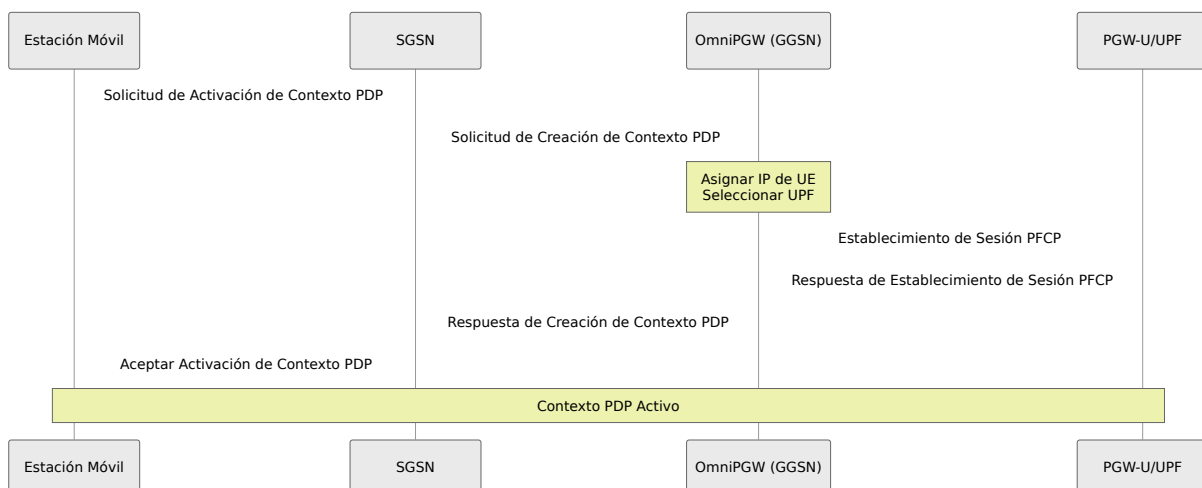 Estación Móvil
SGSN
OmniPGW (GGSN)
PGW-U/UPF
Solicitud de Activación de Contexto PDP
Solicitud de Creación de Contexto PDP
Asignar IP de UE
Seleccionar UPF
Establecimiento de Sesión PFCP
Respuesta de Establecimiento de Sesión PFCP
Respuesta de Creación de Contexto PDP
Aceptar Activación de Contexto PDP
Contexto PDP Activo
Estación Móvil
SGSN
OmniPGW (GGSN)
PGW-U/UPF